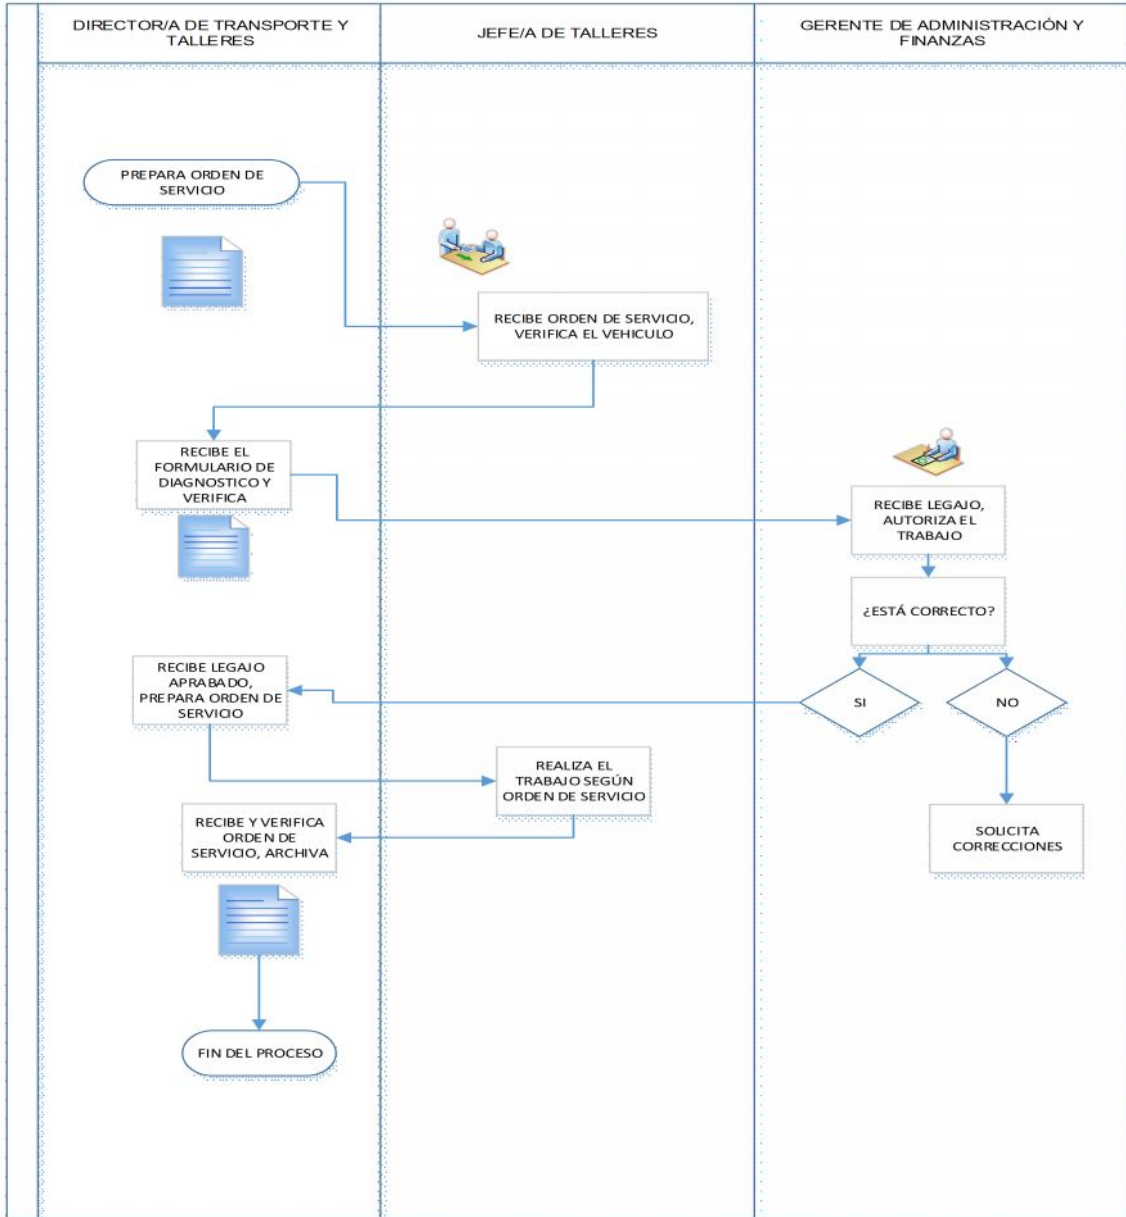 DIRECTOR/A DE TRANSPORTE Y
TALLERES
JEFE/A DE TALLERES
GERENTE DE ADMINISTRACIÓN Y
FINANZAS
PREPARA ORDEN DE
SERVICIO
RECIBE ORDEN DE SERVICIO,
VERIFICA EL VEHICULO
RECIBE EL
FORMULARIO DE
DIAGNOSTICO Y
VERIFICA
RECIBE LEGAJO,
AUTORIZA EL
TRABAJO
¿ESTÁ CORRECTO?
SI
NO
RECIBE LEGAJO
APRABADO,
PREPARA ORDEN DE
SERVICIO
REALIZA EL
TRABAJO SEGÚN
ORDEN DE SERVICIO
RECIBE Y VERIFICA
ORDEN DE
SERVICIO, ARCHIVA
SOLICITA
CORRECCIONES
FIN DEL PROCESO